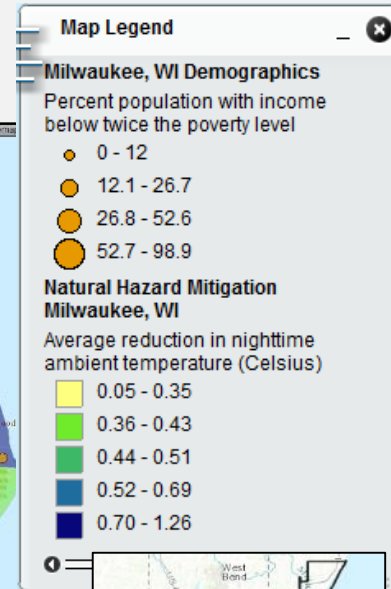 Map Legend
Milwaukee, WI Demographics
Percent population with income
below twice the poverty level
0 - 12
12.1 - 26.7
26.8 - 52.6
52.7 - 98.9
Natural Hazard Mitigation
Milwaukee, WI
Average reduction in nighttime
ambient temperature (Celsius)
0.05 - 0.35
0.36 - 0.43
0.44 - 0.51
0.52 - 0.69
0.70 - 1.26
West
Bend